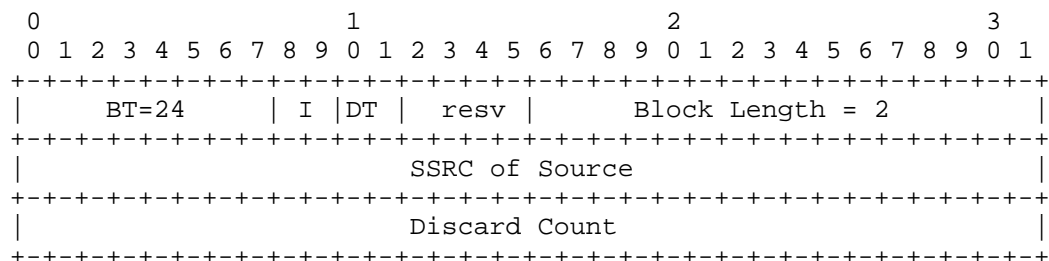 0                   1                   2                   3
 0 1 2 3 4 5 6 7 8 9 0 1 2 3 4 5 6 7 8 9 0 1 2 3 4 5 6 7 8 9 0 1
+-+-+-+-+-+-+-+-+-+-+-+-+-+-+-+-+-+-+-+-+-+-+-+-+-+-+-+-+-+-+-+-+
|     BT=24     | I |DT |  resv |      Block Length = 2         |
+-+-+-+-+-+-+-+-+-+-+-+-+-+-+-+-+-+-+-+-+-+-+-+-+-+-+-+-+-+-+-+-+
|                        SSRC of Source                         |
+-+-+-+-+-+-+-+-+-+-+-+-+-+-+-+-+-+-+-+-+-+-+-+-+-+-+-+-+-+-+-+-+
|                        Discard Count                          |
+-+-+-+-+-+-+-+-+-+-+-+-+-+-+-+-+-+-+-+-+-+-+-+-+-+-+-+-+-+-+-+-+